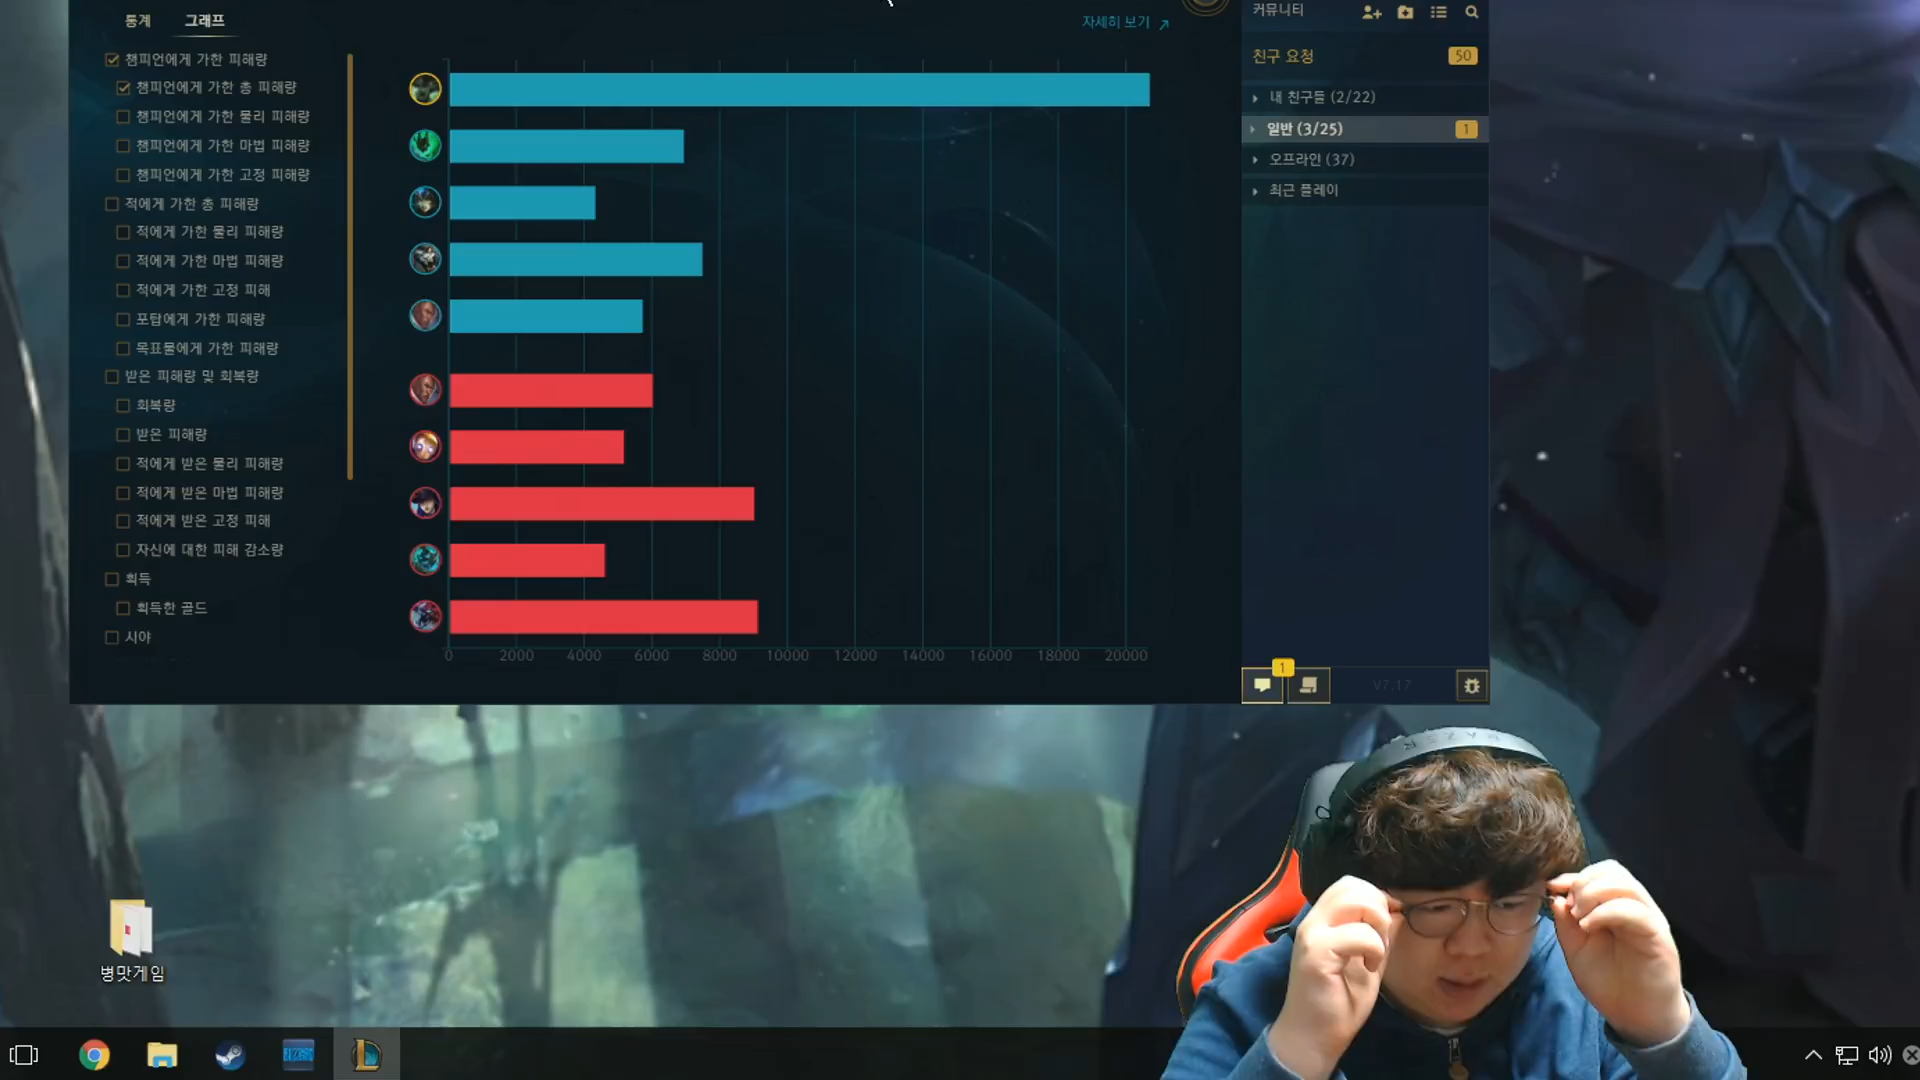 통계
그래프
자세히 보기
챔피언에게 가한 피해량
챔피언에게 가한 총 피해량
챔피언에게 가한 물리 피해량
챔피언에게 가한 마법 피해량
챔피언에게 가한 고정 피해량
적에게 가한 총 피해량
적에게 가한 물리 피해량
적에게 가한 마법 피해량
적에게 가한 고정 피해
포탑에게 가한 피해량
목표물에게 가한 피해량
받은 피해량 및 회복량
회복량
받은 피해량
적에게 받은 물리 피해량
적에게 받은 마법 피해량
적에게 받은 고정 피해
자신에 대한 피해 감소량
획득
획득한 골드
시야
0 2000 4000 6000 8000 10000 12000 14000 16000 18000 20000
커뮤니티
친구 요청 50
내 친구들 (2/22)
일반 (3/25) 1
오프라인 (37)
최근 플레이
1
V7.17
RAZER
병맛게임